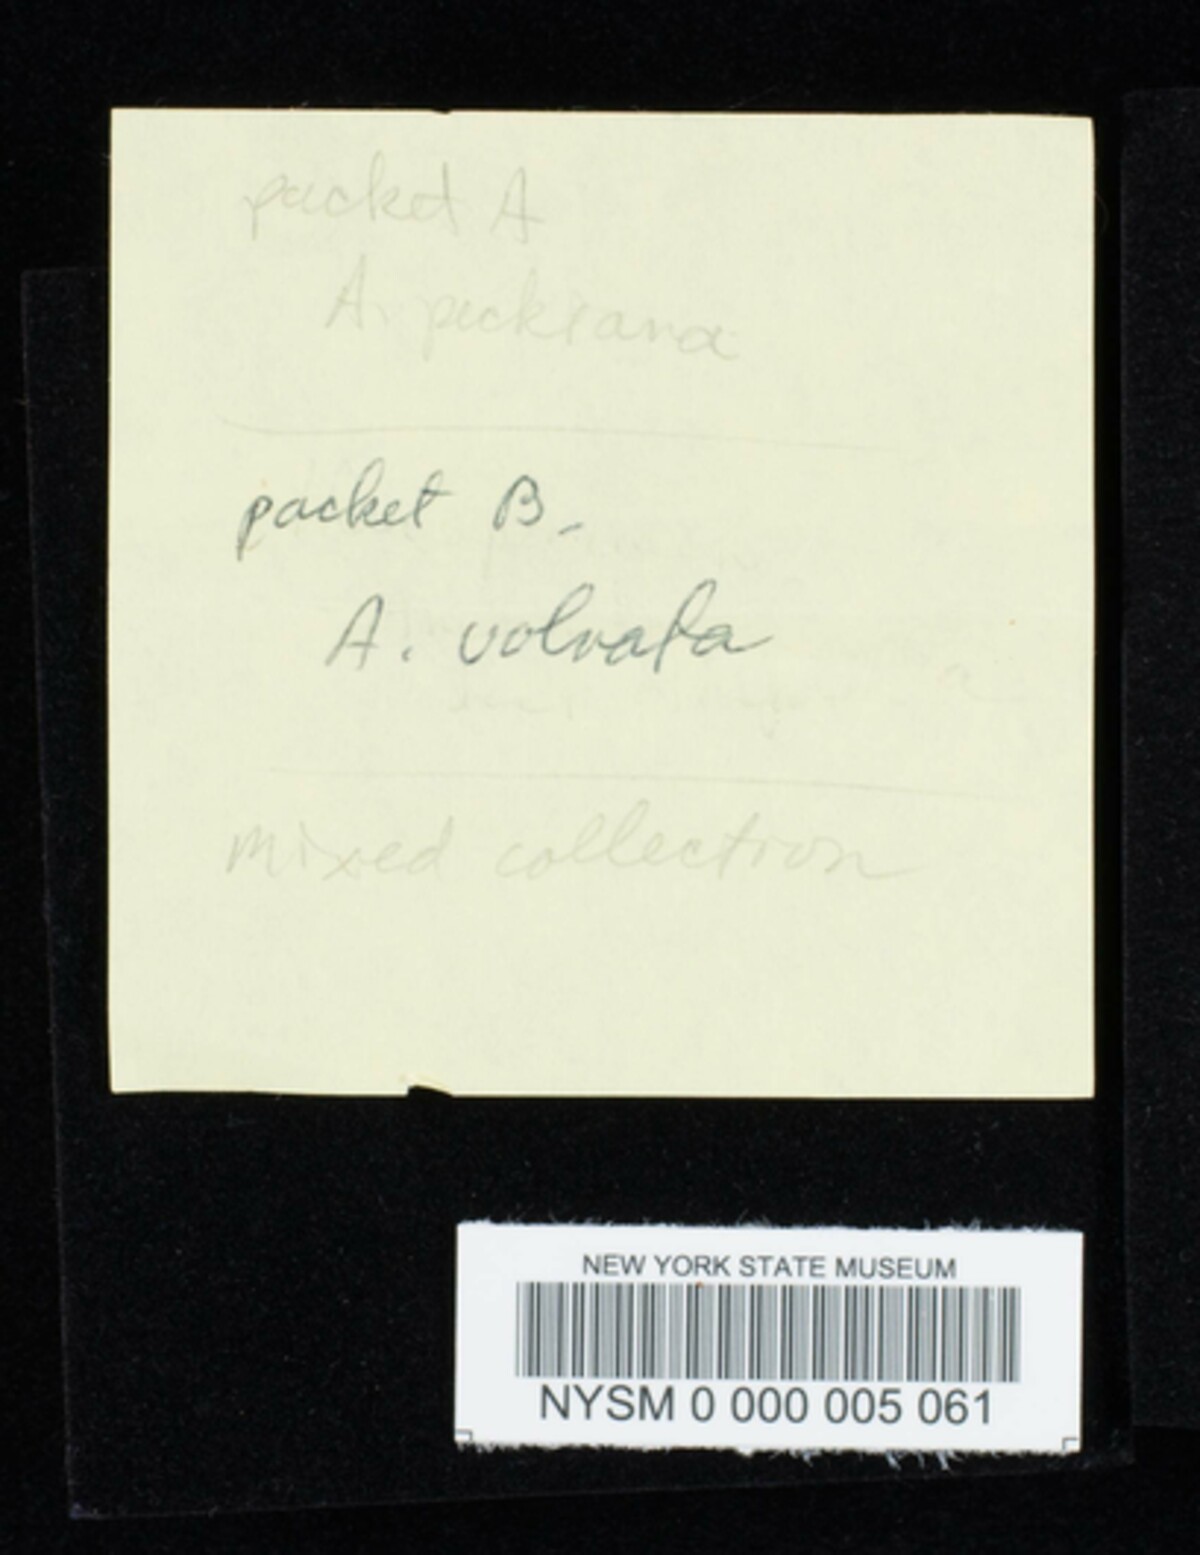 packet A
A. peckiana
packet B.
A. volvata
mixed collection
NEW YORK STATE MUSEUM
NYSM 0 000 005 061